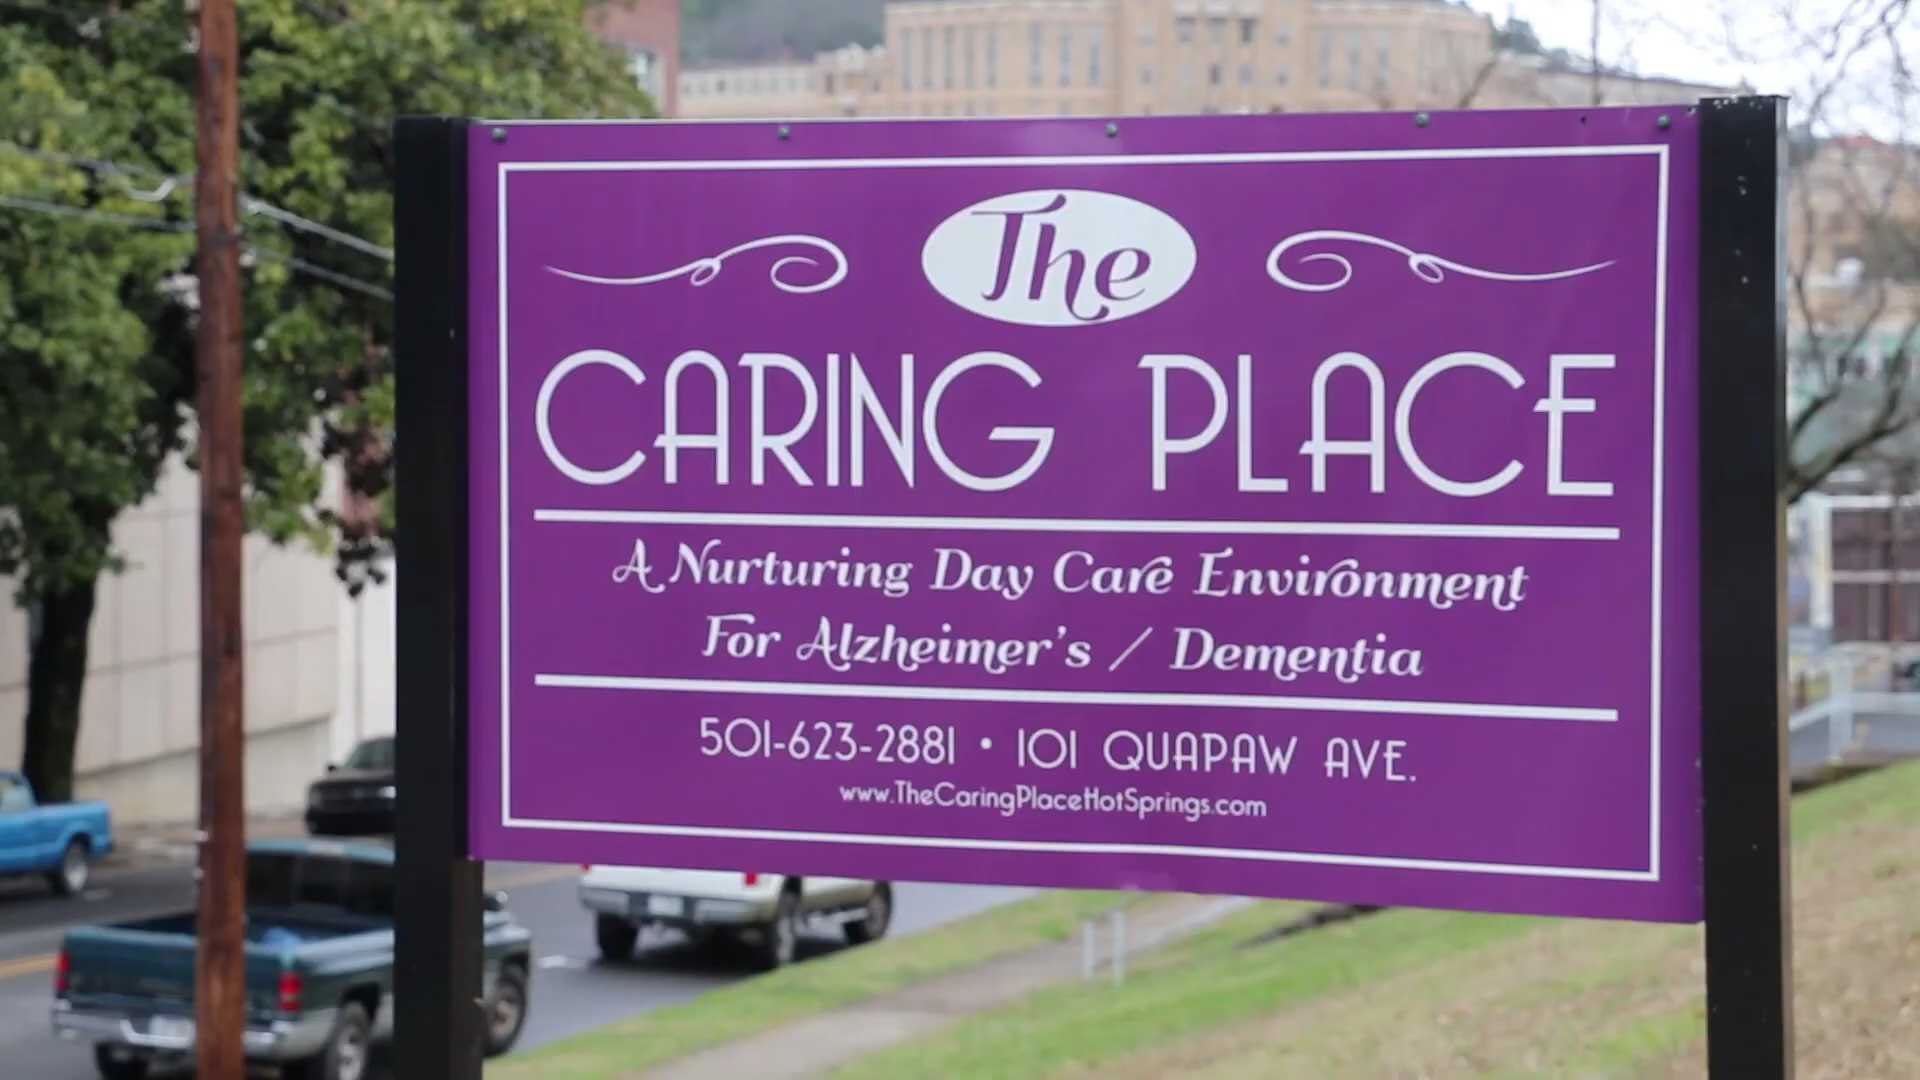 The
CARING PLACE
A Nurturing Day Care Environment
For Alzheimer's / Dementia
501-623-2881 • 101 QUAPAW AVE.
www.TheCaringPlaceHotSprings.com